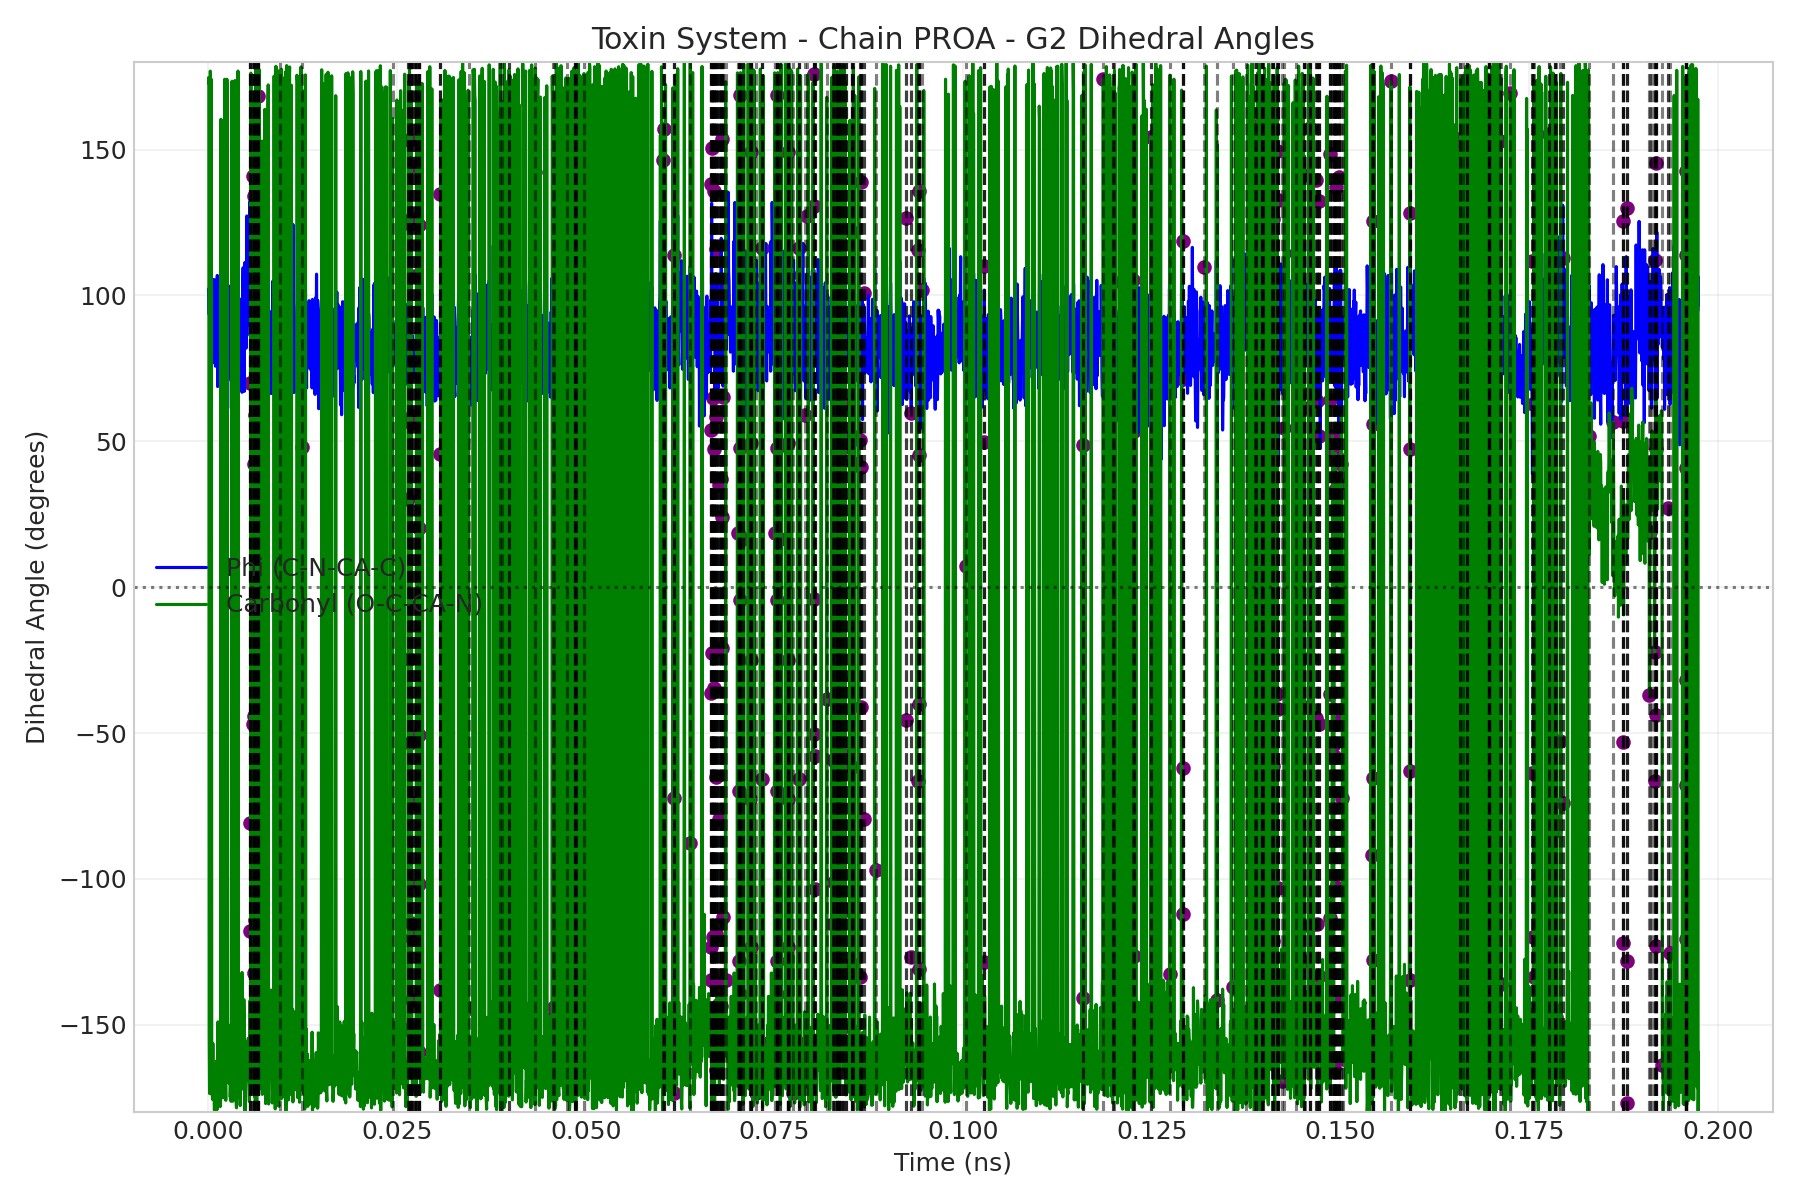 Toxin System - Chain PROA - G2 Dihedral Angles
Dihedral Angle (degrees)
150
100
50
0
−50
−100
−150
Phi (C-N-CA-C)
Carbonyl (O-C-CA-N)
0.000 0.025 0.050 0.075 0.100 0.125 0.150 0.175 0.200
Time (ns)